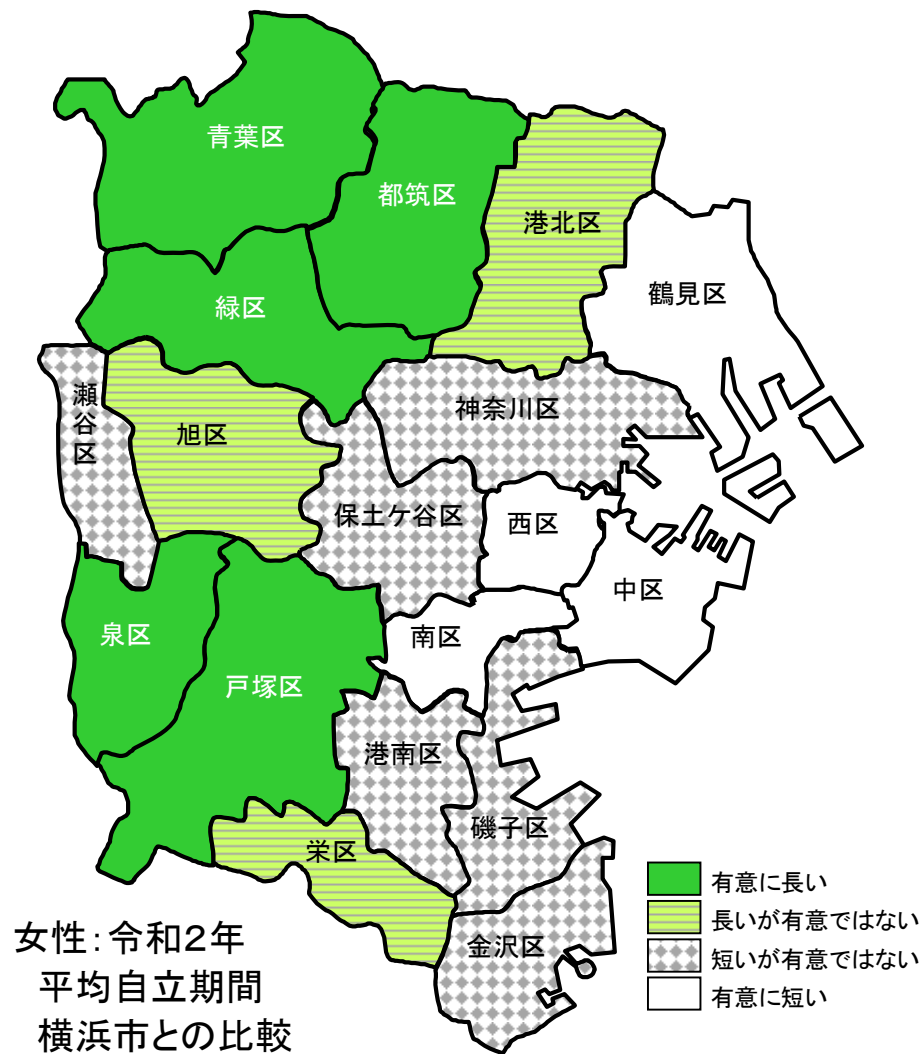 青葉区
都筑区
港北区
鶴見区
緑区
瀬谷区
旭区
神奈川区
保土ケ谷区
西区
中区
泉区
南区
戸塚区
港南区
磯子区
栄区
金沢区
有意に長い
長いが有意ではない
短いが有意ではない
有意に短い
女性:令和2年
平均自立期間
横浜市との比較